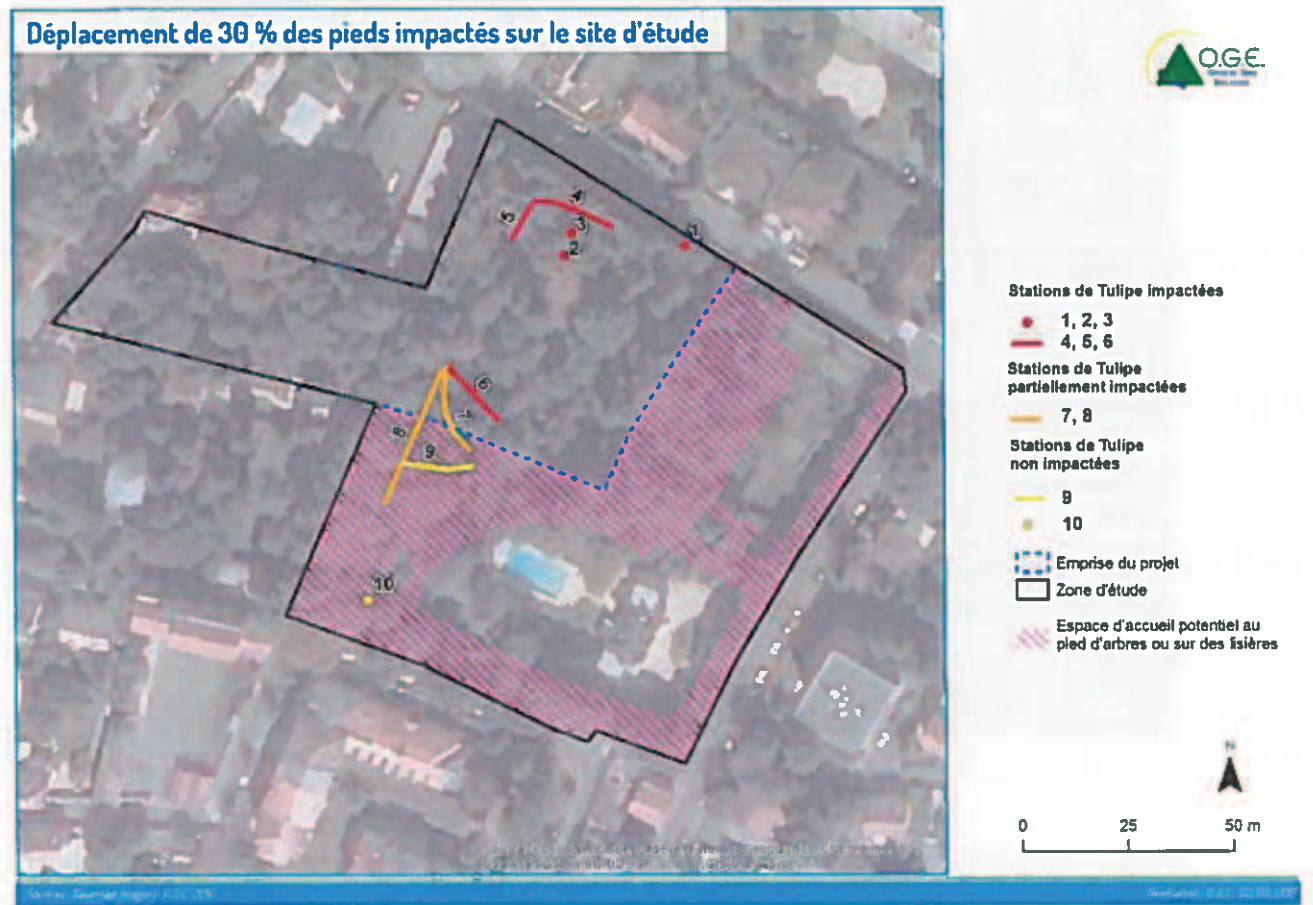 Déplacement de 30 % des pieds impactés sur le site d'étude
O.G.E.
4
5
3
2
1
6
7
8
9
10
Stations de Tulipe impactées
1, 2, 3
4, 5, 6
Stations de Tulipe
partiellement impactées
7, 8
Stations de Tulipe
non impactées
9
10
Emprise du projet
Zone d'étude
Espace d'accueil potentiel au
pied d'arbres ou sur des lisières
N
0 25 50 m